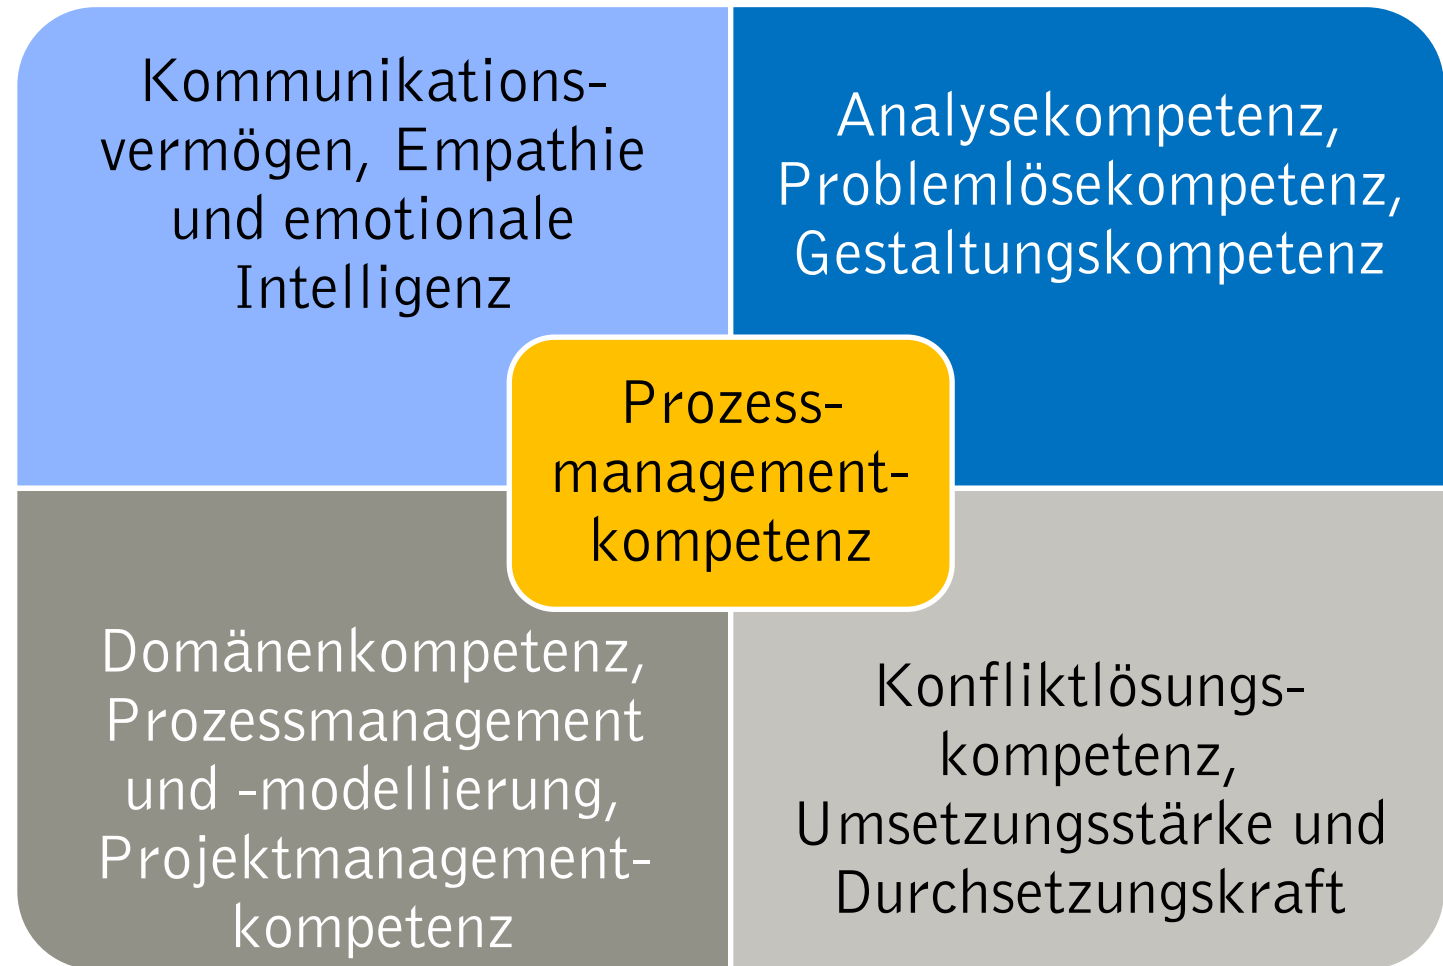 Kommunikations-
vermögen, Empathie
und emotionale
Intelligenz
Analysekompetenz,
Problemlösekompetenz,
Gestaltungskompetenz
Prozess-
management-
kompetenz
Domänenkompetenz,
Prozessmanagement
und -modellierung,
Projektmanagement-
kompetenz
Konfliktlösungs-
kompetenz,
Umsetzungsstärke und
Durchsetzungskraft